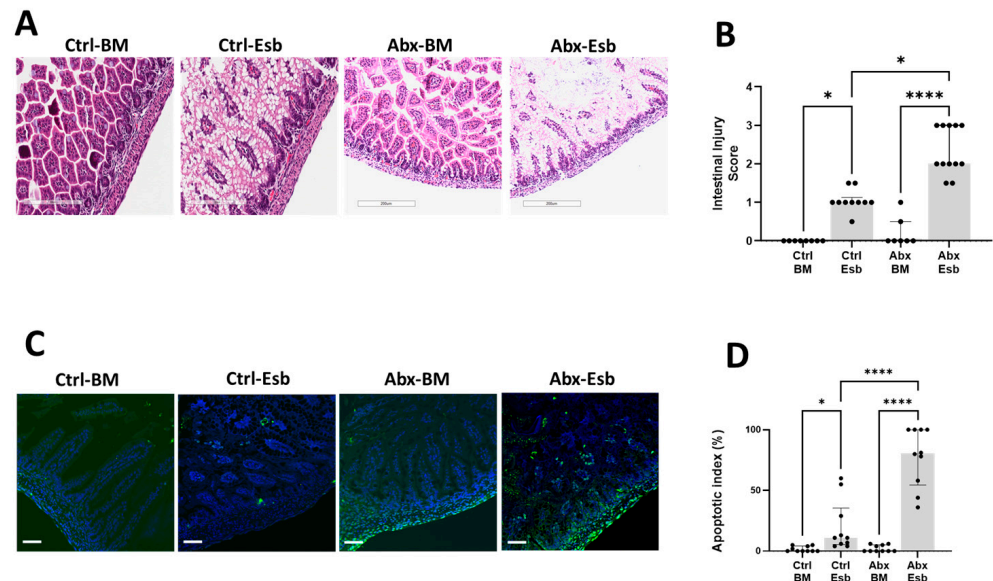 A
Ctrl-BM Ctrl-Esb Abx-BM Abx-Esb
200um 200um
B
* 
* ****
Intestinal Injury
Score
4
3
2
1
0
Ctrl Ctrl Abx Abx
BM Esb BM Esb
C
Ctrl-BM Ctrl-Esb Abx-BM Abx-Esb
D
****
* ****
Apoptotic index (%)
100
50
0
Ctrl Ctrl Abx Abx
BM Esb BM Esb